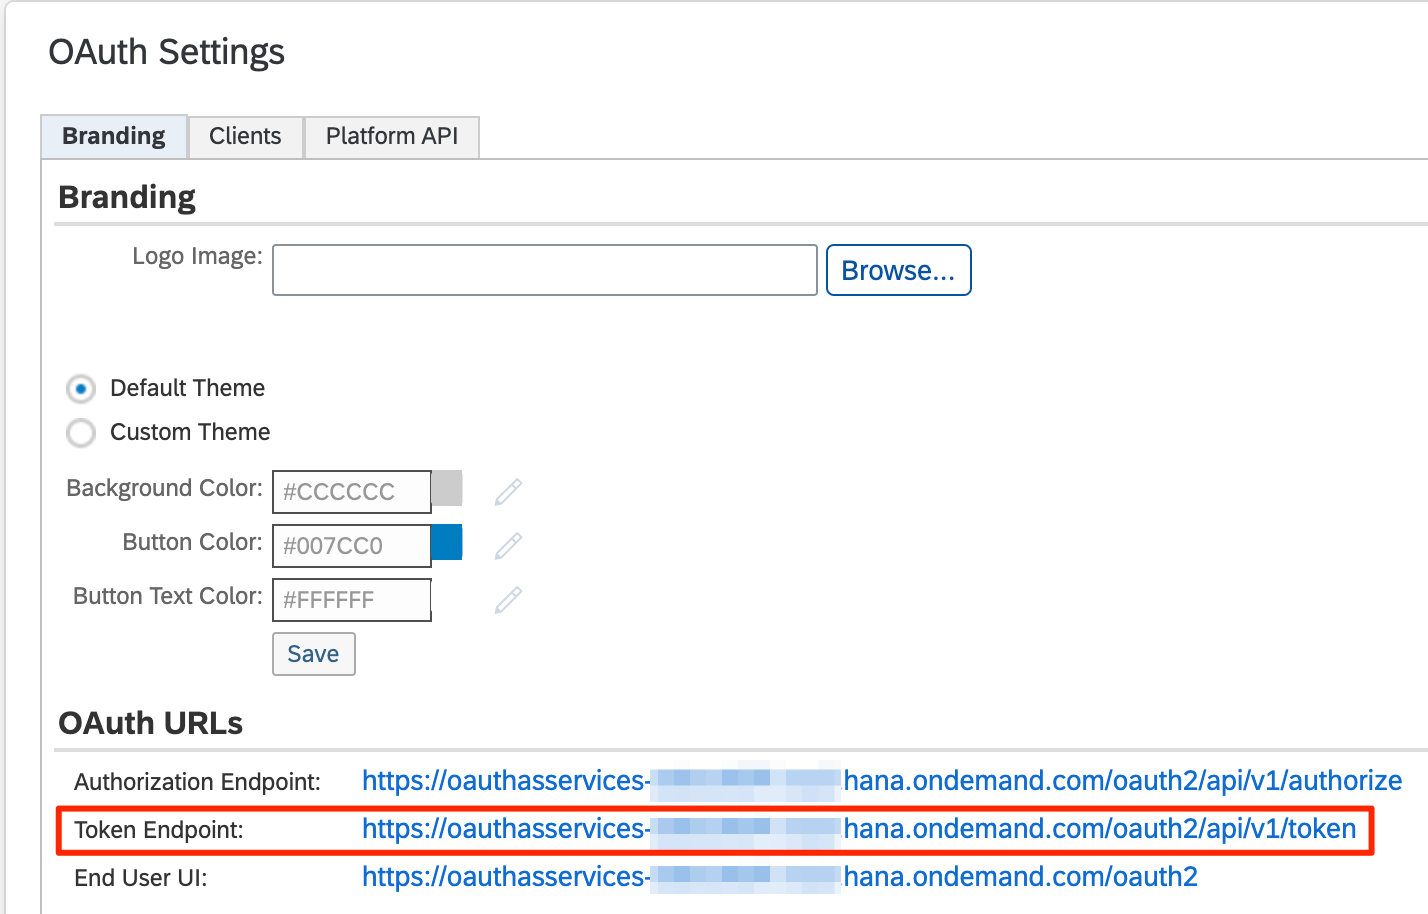 OAuth Settings
Branding Clients Platform API
Branding
Logo Image: Browse...
Default Theme
Custom Theme
Background Color: #CCCCCC
Button Color: #007CC0
Button Text Color: #FFFFFF
Save
OAuth URLs
Authorization Endpoint: https://oauthasservices- hana.ondemand.com/oauth2/api/v1/authorize
Token Endpoint: https://oauthasservices- hana.ondemand.com/oauth2/api/v1/token
End User UI: https://oauthasservices- hana.ondemand.com/oauth2